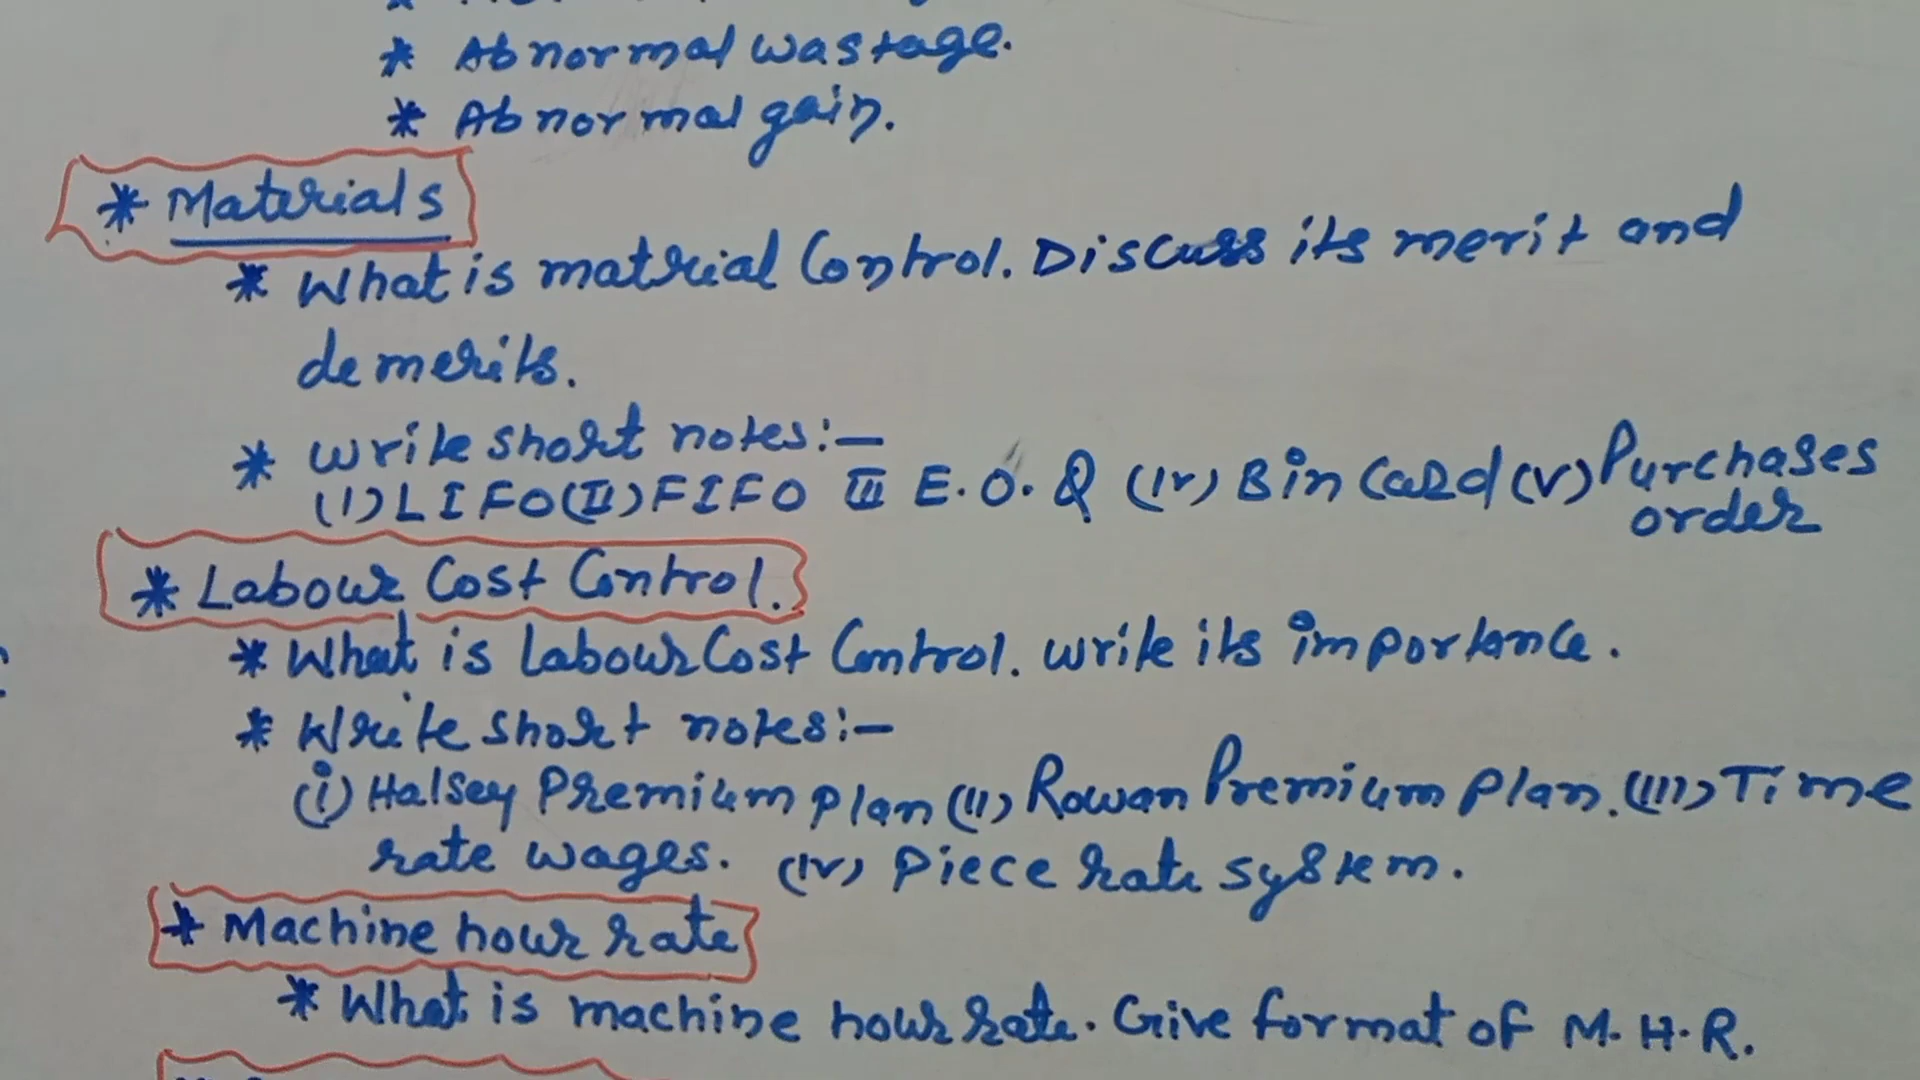 * Abnormal wastage.
* Abnormal gain.
* Materials
* What is matrial Control. Discuss its merit and
demerits.
* write short notes:-
(I) LIFO (II) FIFO III E.O.Q (IV) Bin Card (V) Purchases
order
* Labour Cost Control.
* What is Labour Cost Control. write its importance.
* Write short notes:-
(i) Halsey Premium plan (II) Rowan Premium Plan. (III) Time
rate wages. (IV) Piece rate system.
* Machine hour rate
* What is machine hour rate. Give format of M.H.R.